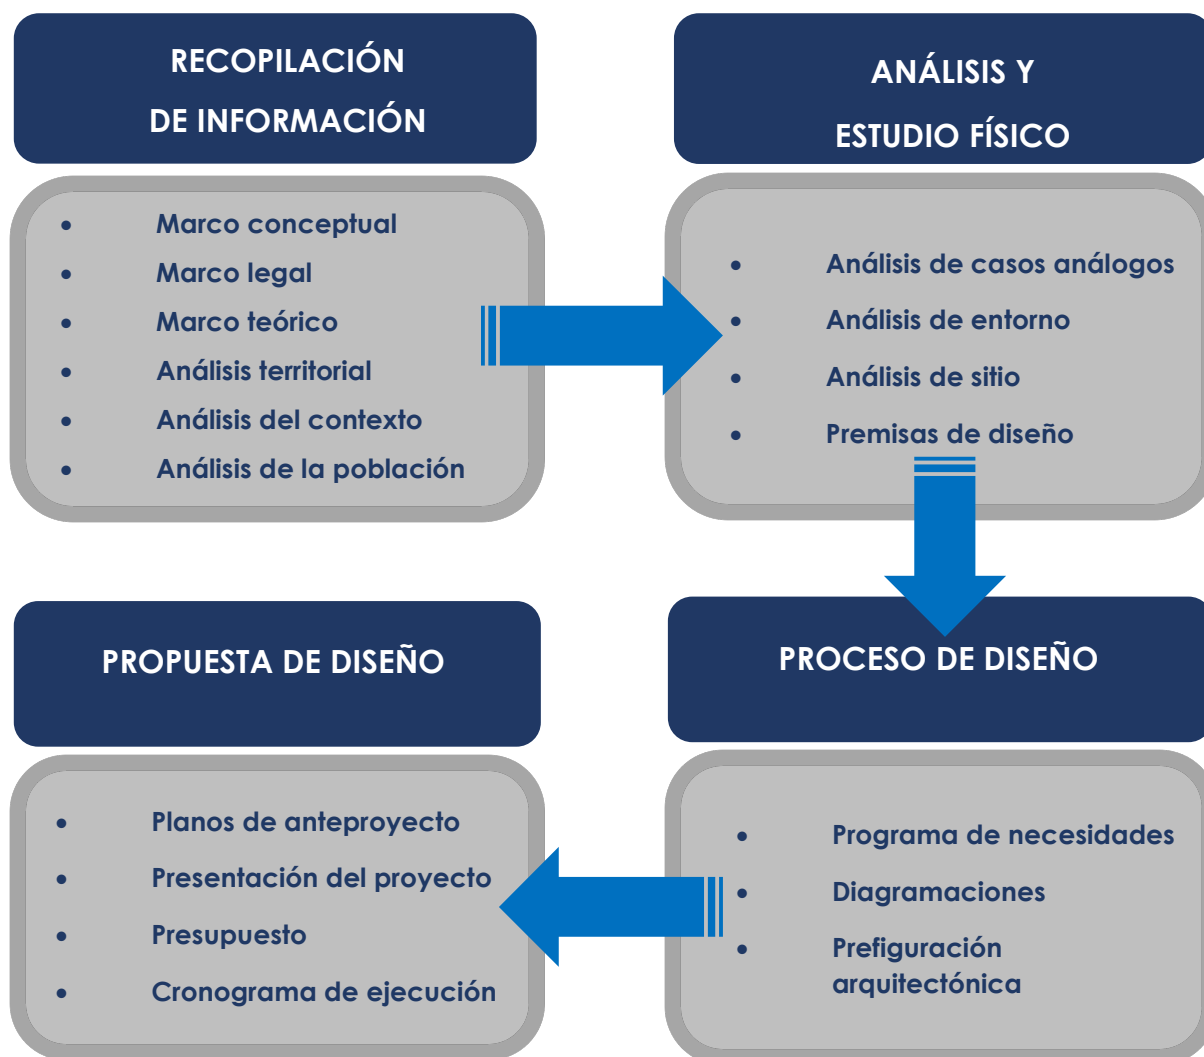 RECOPILACIÓN
DE INFORMACIÓN
• Marco conceptual
• Marco legal
• Marco teórico
• Análisis territorial
• Análisis del contexto
• Análisis de la población
ANÁLISIS Y
ESTUDIO FÍSICO
• Análisis de casos análogos
• Análisis de entorno
• Análisis de sitio
• Premisas de diseño
PROCESO DE DISEÑO
• Programa de necesidades
• Diagramaciones
• Prefiguración
arquitectónica
PROPUESTA DE DISEÑO
• Planos de anteproyecto
• Presentación del proyecto
• Presupuesto
• Cronograma de ejecución